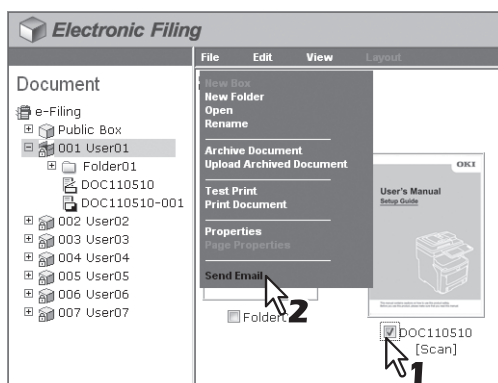 Electronic Filing
File Edit View Layout
Document
e-Filing
Public Box
001 User01
Folder01
DOC110510
DOC110510-001
002 User02
003 User03
004 User04
005 User05
006 User06
007 User07
New Box
New Folder
Open
Rename
Archive Document
Upload Archived Document
Test Print
Print Document
Properties
Page Properties
Send Email
2
OKI
User's Manual
Setup Guide
DOC110510
[Scan]
1